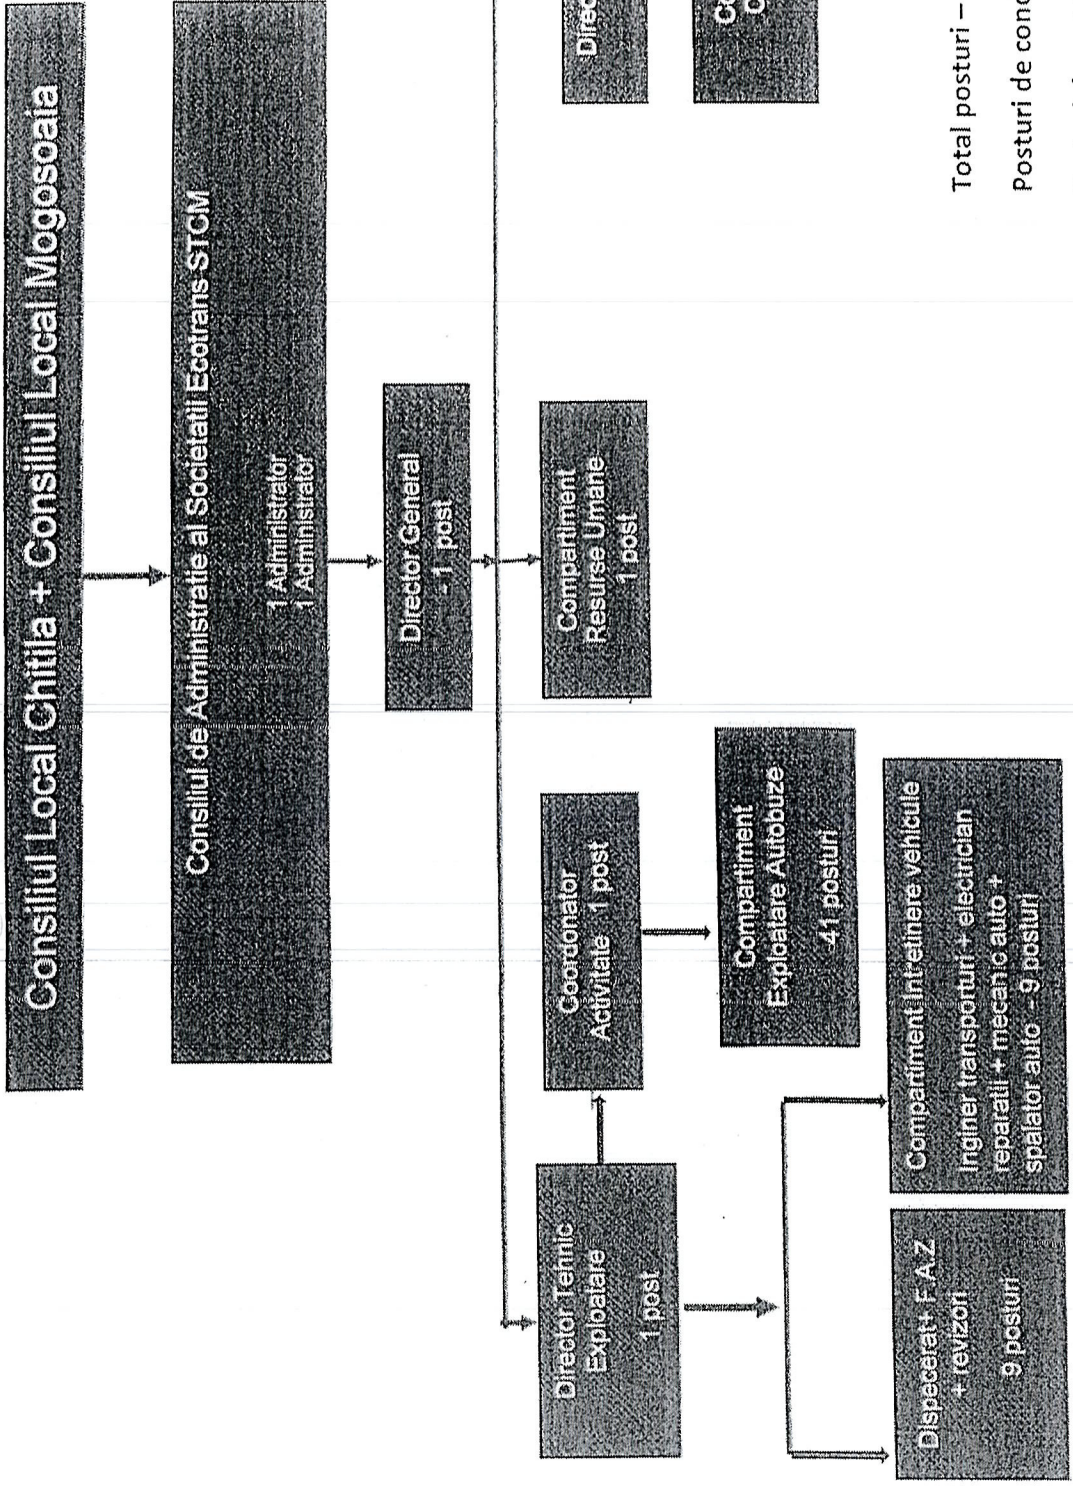 Consiliul Local Chitila + Consiliul Local Mogosoaia
Consiliul de Administratie al Societatii Ecotrans STCM
1 Administrator
1 Administrator
Director General
- 1 post
Director Tehnic
Exploatare
1 post
Coordonator
Activitate 1 post
Compartiment
Resurse Umane
1 post
Direc
Compartiment
Exploatare Autobuze
-41 posturi
Dispecerat+ F.A.Z
+ revizon
9 posturi
Compartiment Intretinere vehicule
Inginer transporturi + electrician
reparatii + mecanic auto +
spalator auto - 9 posturi
Total posturi –
Posturi de cond